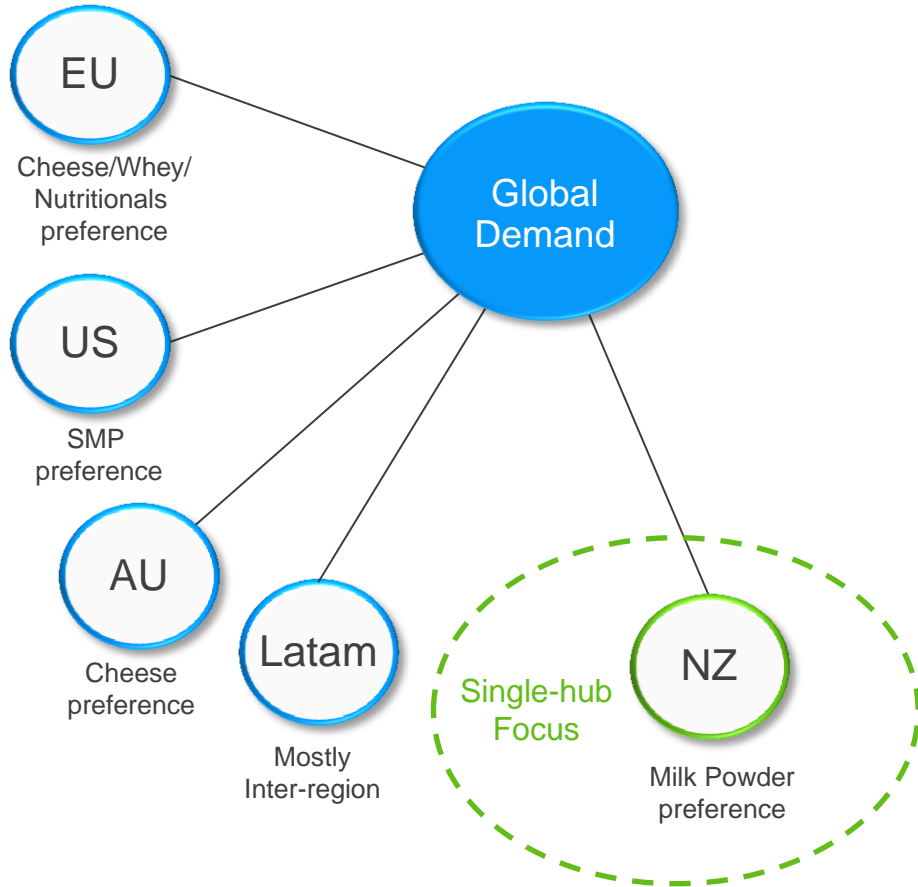 EU
Cheese/Whey/
Nutritionals
preference
Global
Demand
US
SMP
preference
AU
Cheese
preference
Latam
Mostly
Inter-region
Single-hub
Focus
NZ
Milk Powder
preference